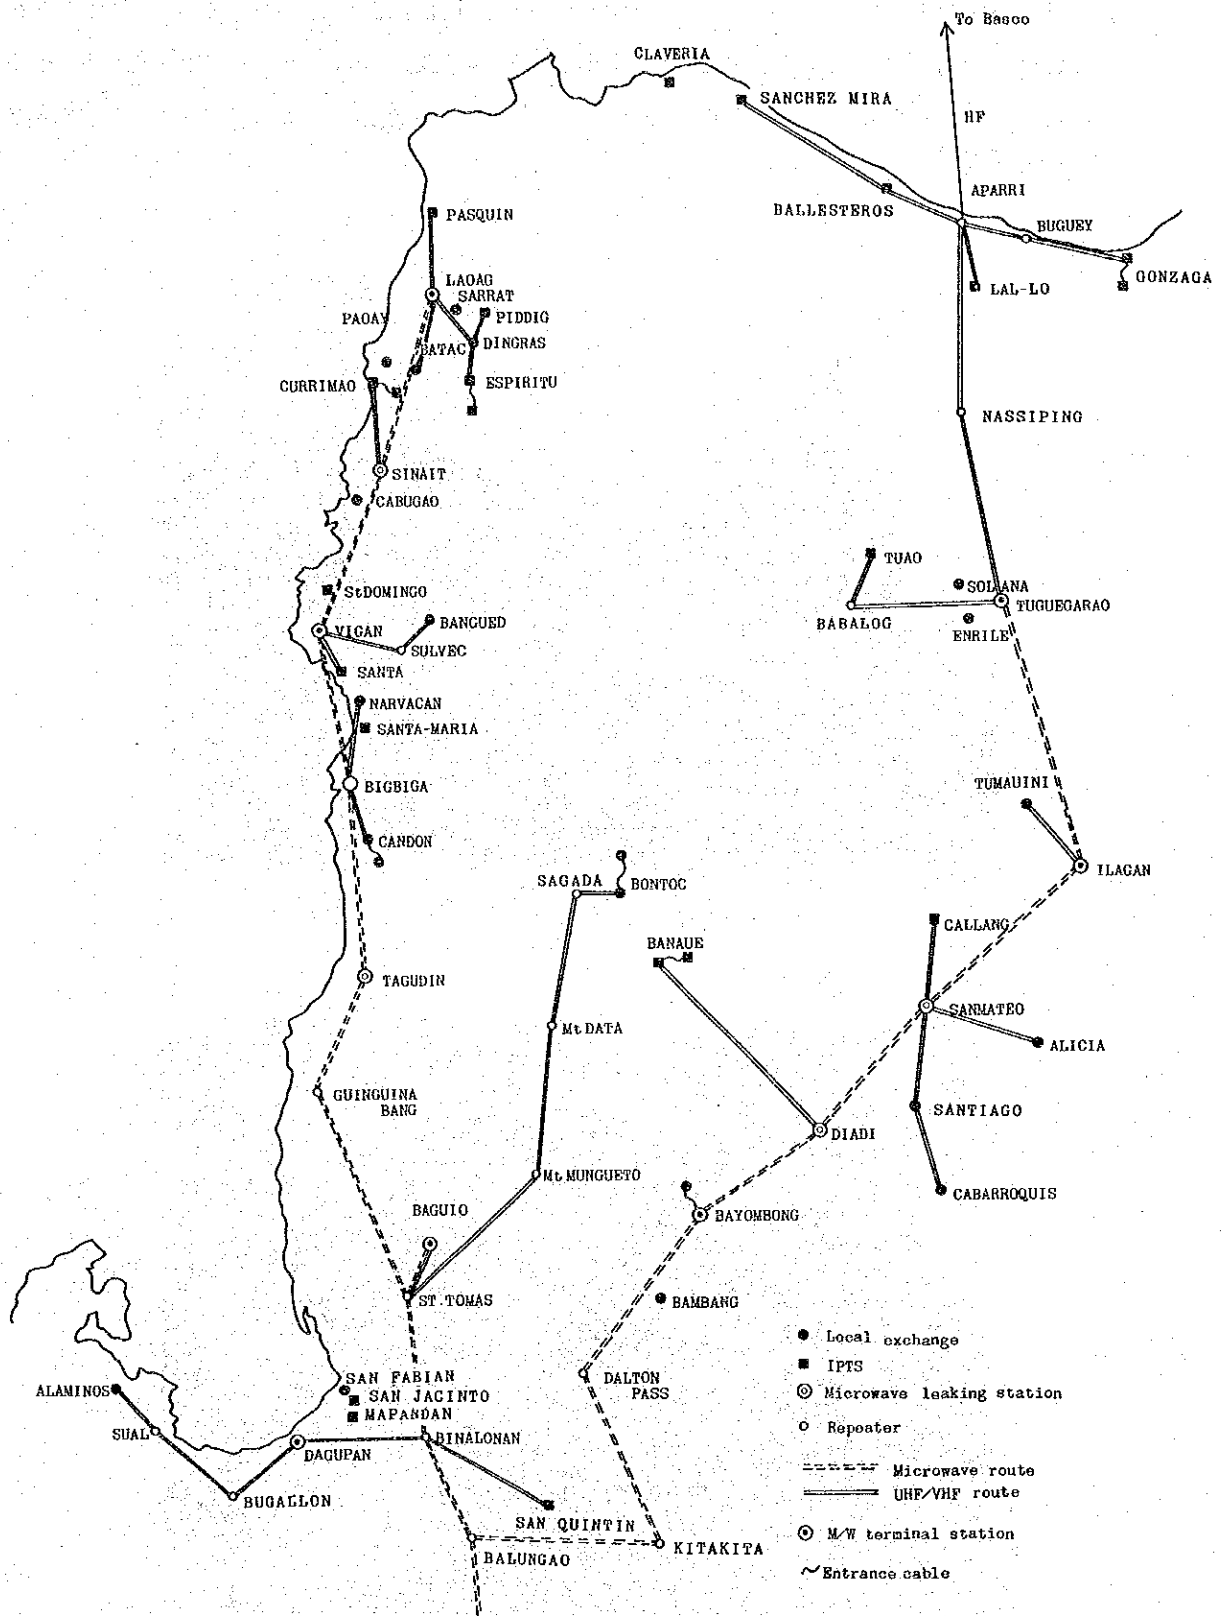 To Basco
CLAVERIA
SANCHEZ MIRA
HF
APARRI
BALLESTEROS
BUGUEY
PASQUIN
GONZAGA
LAL-LO
LAOAG
SARRAT
PAOAY
PIDDIG
BATAC
DINGRAS
CURRIMAO
ESPIRITU
NASSIPING
SINAIT
CABUGAO
TUAO
SOLANA
StDOMINGO
TUGUEGARAO
BABALOG
BANGUED
VIGAN
ENRILE
SULVEC
SANTA
NARVACAN
SANTA-MARIA
BIGBIGA
TUMAUINI
CANDON
ILAGAN
SAGADA
BONTOC
CALLANG
BANAUE
TAGUDIN
SANMATEO
Mt DATA
ALICIA
GUINGUINA
BANG
SANTIAGO
DIADI
Mt MUNGUETO
CABARROQUIS
BAGUIO
BAYOMBONG
ST.TOMAS
BAMBANG
Local exchange
IPTS
SAN FABIAN
DALTON
PASS
ALAMINOS
SAN JACINTO
Microwave leaking station
MAPANDAN
Repeater
SUAL
BINALONAN
DAGUPAN
Microwave route
UHF/VHF route
BUGALLON
SAN QUINTIN
M/W terminal station
BALUNGAO
KITAKITA
Entrance cable